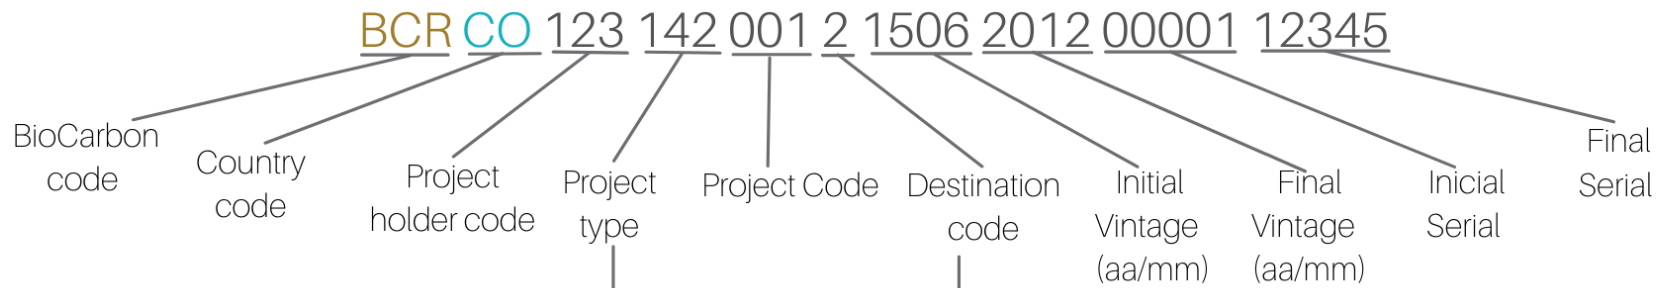 BCR CO 123 142 001 2 1506 2012 00001 12345
BioCarbon
code
Country
code
Project
holder code
Project
type
Project Code
Destination
code
Initial
Vintage
(aa/mm)
Final
Vintage
(aa/mm)
Inicial
Serial
Final
Serial